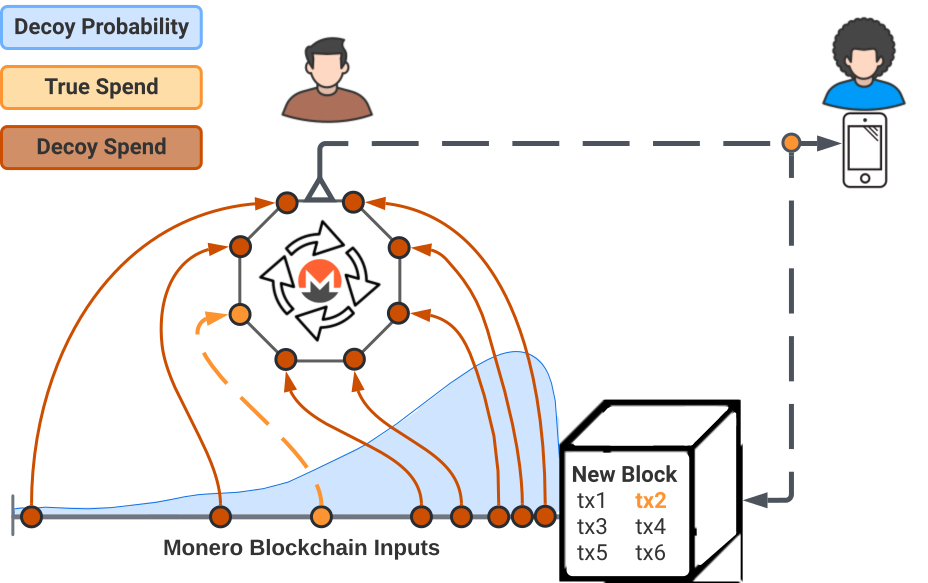 Decoy Probability
True Spend
Decoy Spend
New Block
tx1 tx2
tx3 tx4
tx5 tx6
Monero Blockchain Inputs